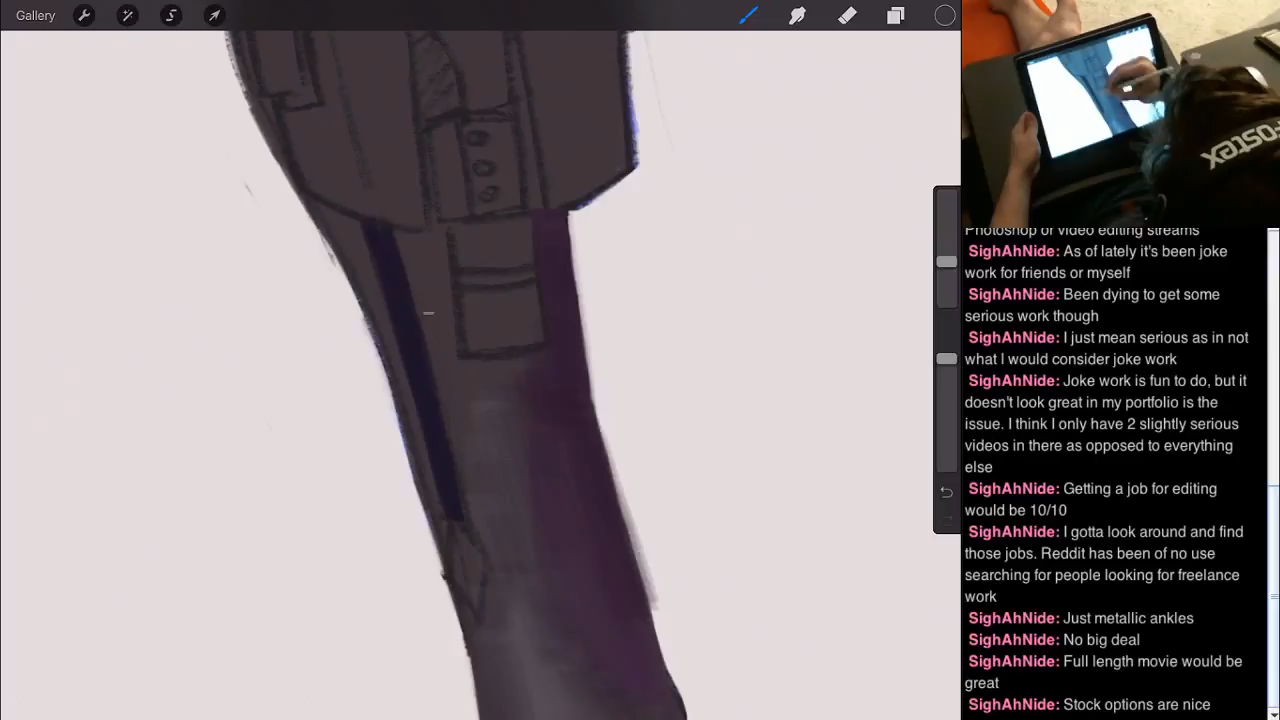 Gallery
Fostex
Photoshop or video editing streams
SighAhNide: As of lately it's been joke
work for friends or myself
SighAhNide: Been dying to get some
serious work though
SighAhNide: I just mean serious as in not
what I would consider joke work
SighAhNide: Joke work is fun to do, but it
doesn't look great in my portfolio is the
issue. I think I only have 2 slightly serious
videos in there as opposed to everything
else
SighAhNide: Getting a job for editing
would be 10/10
SighAhNide: I gotta look around and find
those jobs. Reddit has been of no use
searching for people looking for freelance
work
SighAhNide: Just metallic ankles
SighAhNide: No big deal
SighAhNide: Full length movie would be
great
SighAhNide: Stock options are nice